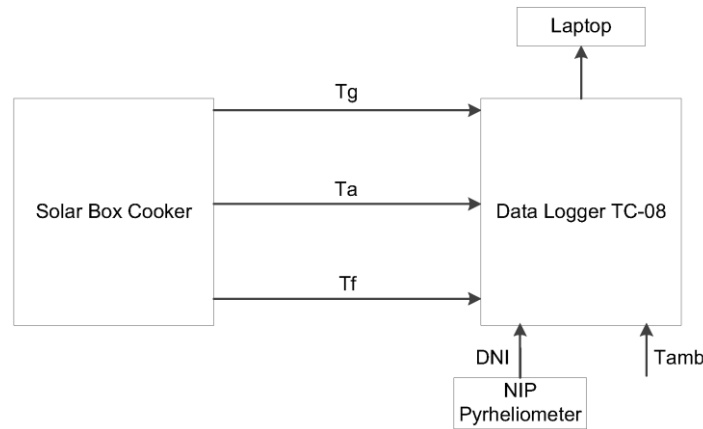 Laptop
Tg
Solar Box Cooker
Ta
Data Logger TC-08
Tf
DNI
Tamb
NIP
Pyrheliometer